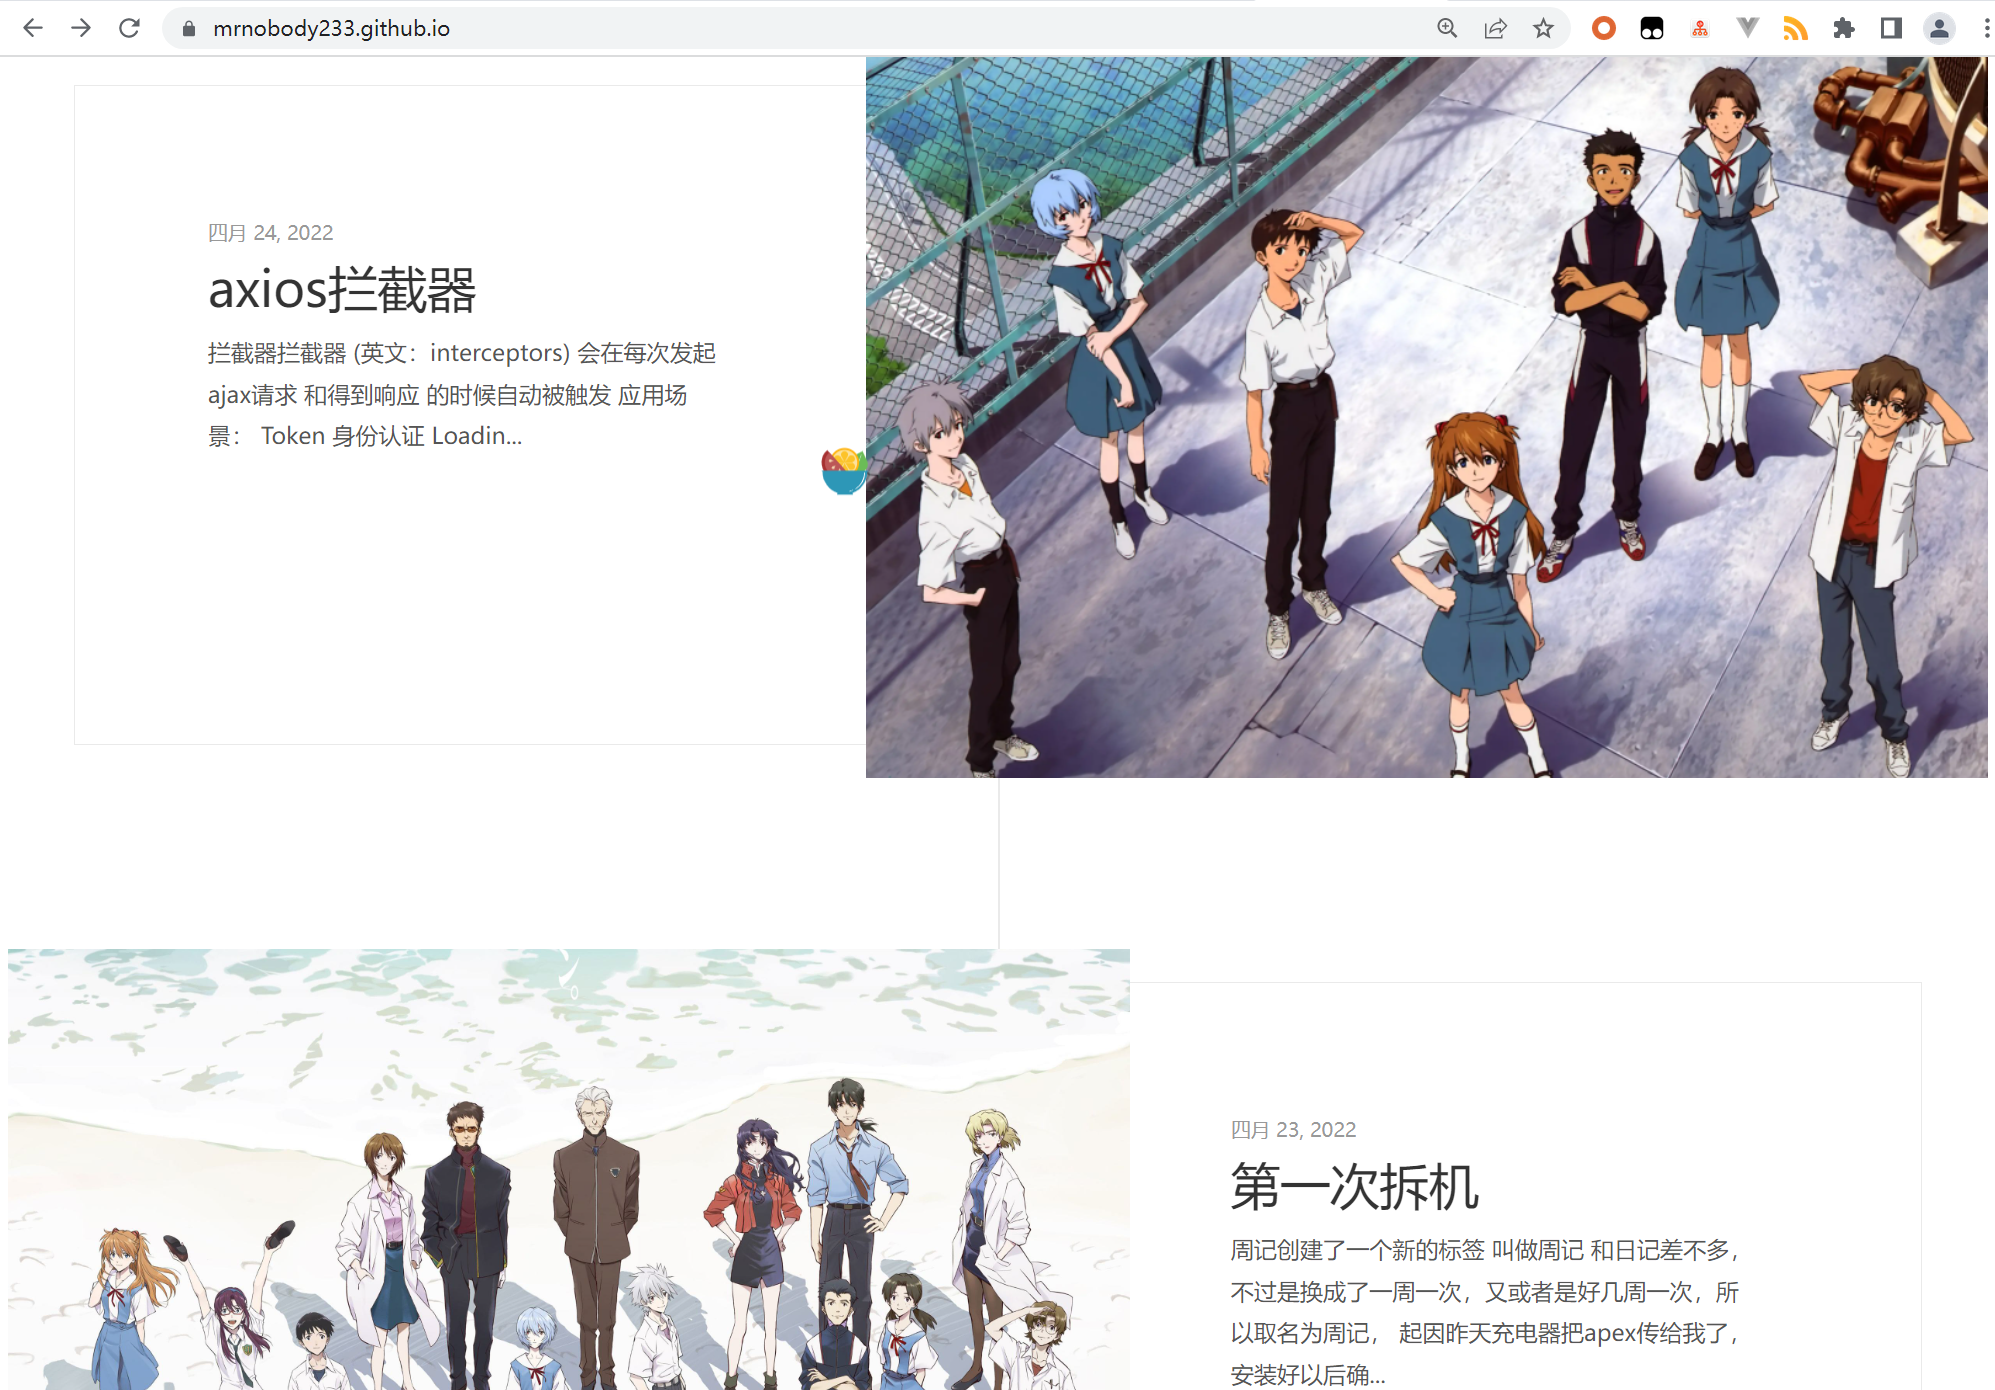 mrnobody233.github.io
四月 24, 2022
axios拦截器
拦截器拦截器 (英文：interceptors) 会在每次发起
ajax请求 和得到响应 的时候自动被触发 应用场
景： Token 身份认证 Loadin...
四月 23, 2022
第一次拆机
周记创建了一个新的标签 叫做周记 和日记差不多，
不过是换成了一周一次，又或者是好几周一次，所
以取名为周记， 起因昨天充电器把apex传给我了，
安装好以后确...